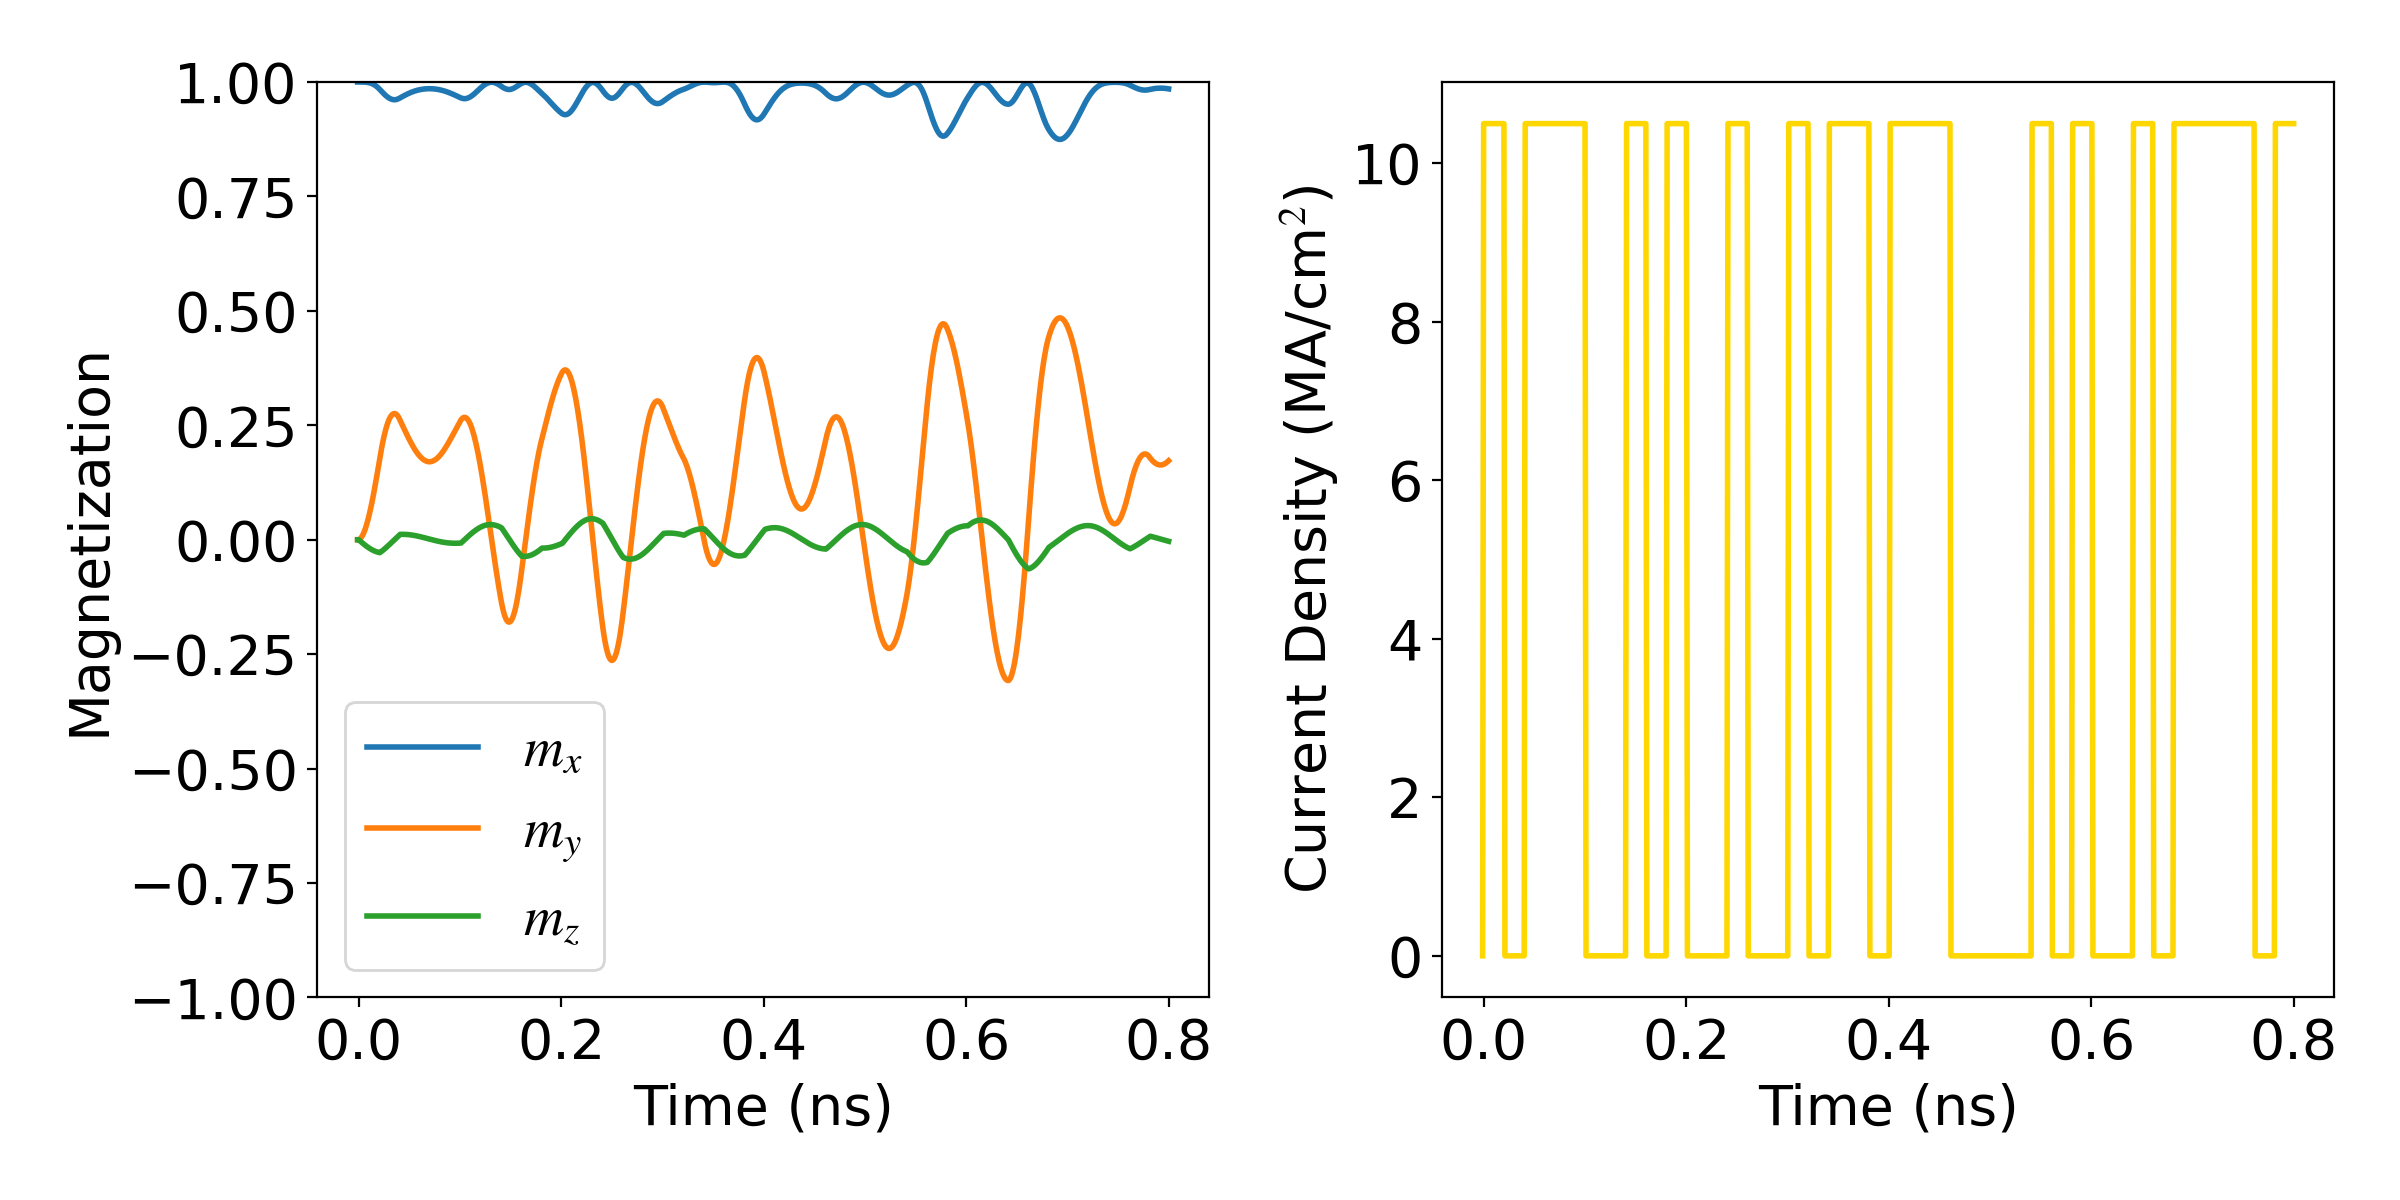 1.00
0.75
0.50
0.25
0.00
−0.25
−0.50
−0.75
−1.00
Magnetization
m_x
m_y
m_z
0.0 0.2 0.4 0.6 0.8
Time (ns)
10
8
6
4
2
0
Current Density (MA/cm²)
0.0 0.2 0.4 0.6 0.8
Time (ns)